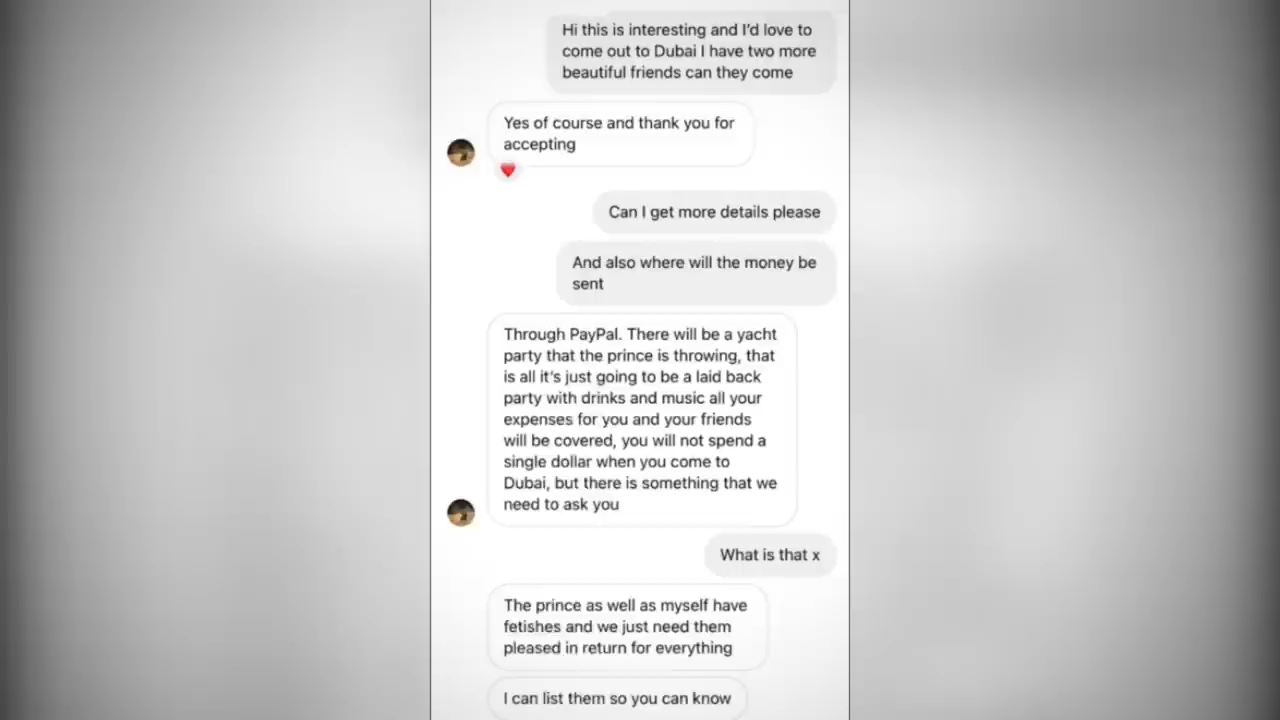 Hi this is interesting and I'd love to
come out to Dubai I have two more
beautiful friends can they come
Yes of course and thank you for
accepting
Can I get more details please
And also where will the money be
sent
Through PayPal. There will be a yacht
party that the prince is throwing, that
is all it's just going to be a laid back
party with drinks and music all your
expenses for you and your friends
will be covered, you will not spend a
single dollar when you come to
Dubai, but there is something that we
need to ask you
What is that x
The prince as well as myself have
fetishes and we just need them
pleased in return for everything
I can list them so you can know